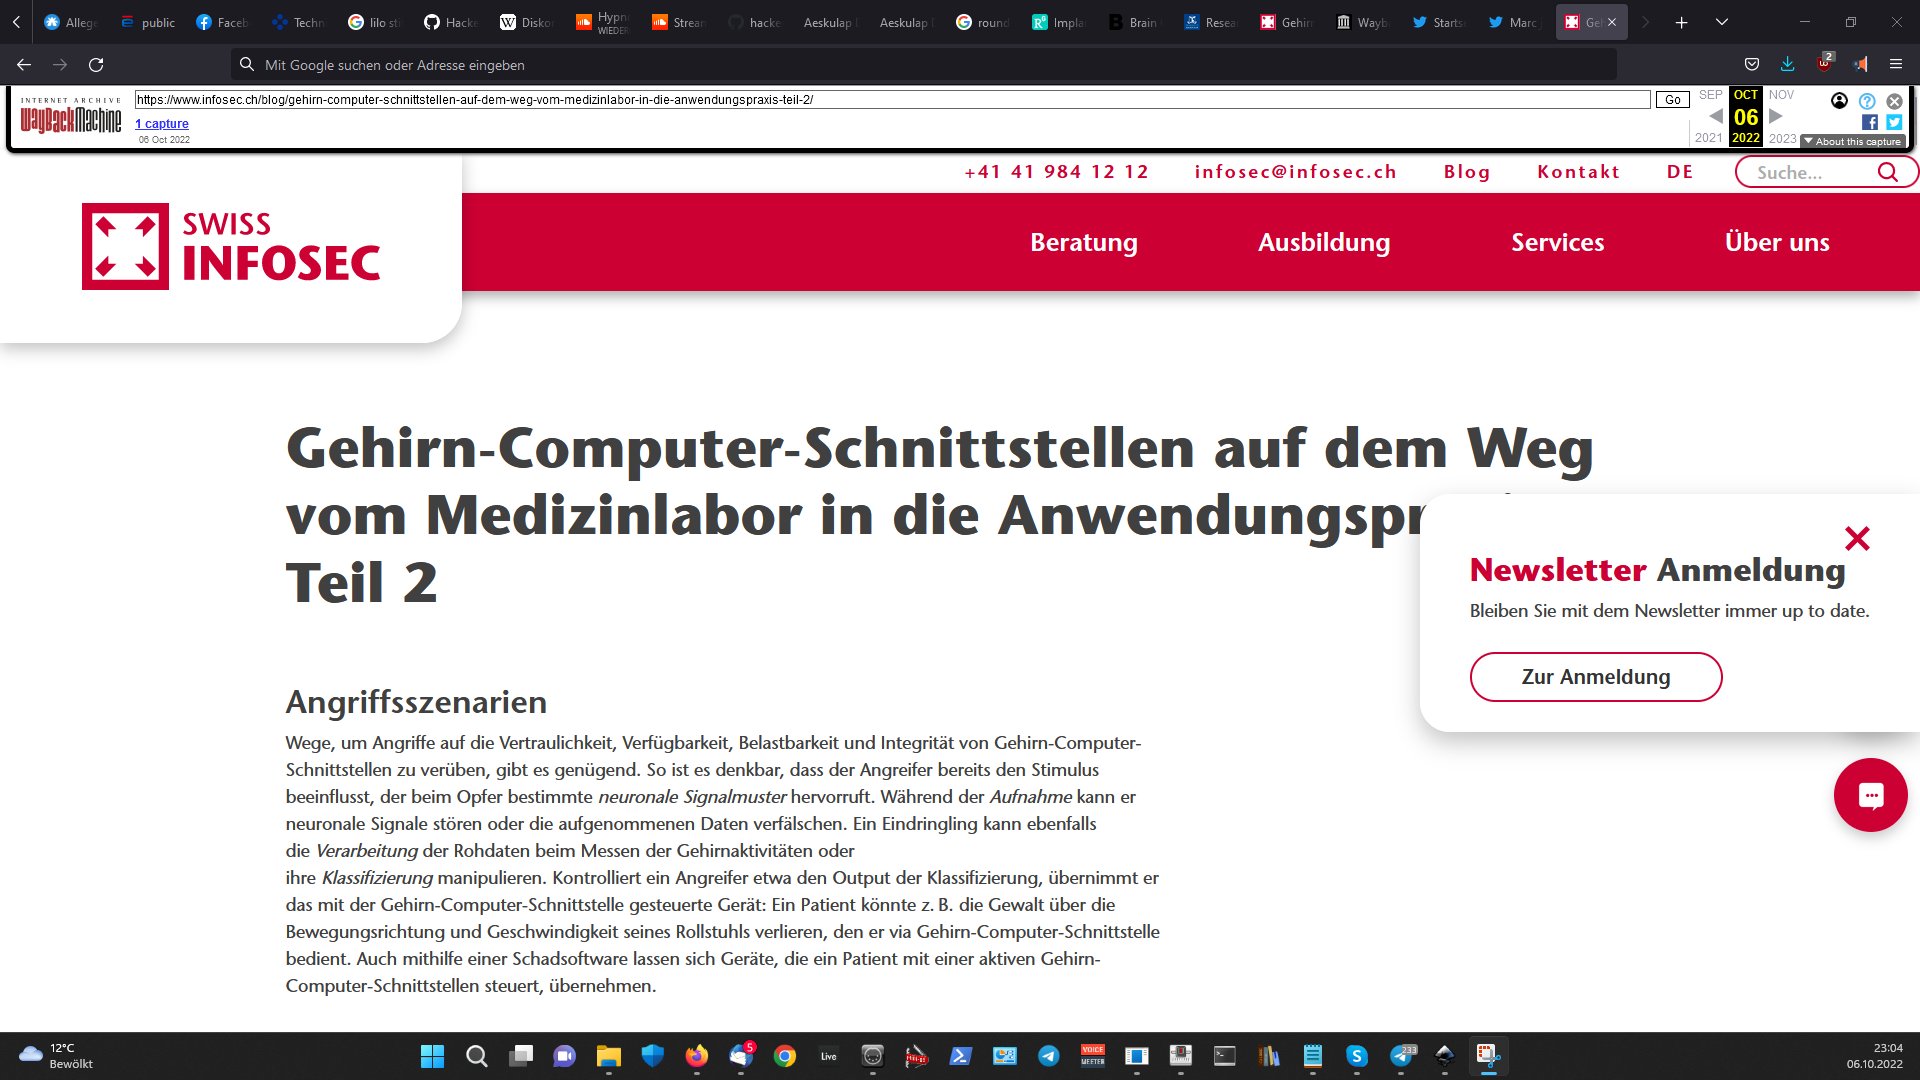 Alleg
public
Faceb
Techn
lilo sti
Hacke
Diskor
Hypn
WIEDER
Strean
hacke
Aeskulap
Aeskulap
round
Implan
Brain
Resea
Gehirn
Wayb
Starts
Marc
Geh
Mit Google suchen oder Adresse eingeben
2
INTERNET ARCHIVE
WayBackMachine
https://www.infosec.ch/blog/gehirn-computer-schnittstellen-auf-dem-weg-vom-medizinlabor-in-die-anwendungspraxis-teil-2/
Go
SEP OCT NOV
1 capture
06
06 Oct 2022
2021 2022 2023
About this capture
+41 41 984 12 12 infosec@infosec.ch Blog Kontakt DE Suche...
SWISS
INFOSEC
Beratung Ausbildung Services Über uns
Gehirn-Computer-Schnittstellen auf dem Weg
vom Medizinlabor in die Anwendungspr
Teil 2
Newsletter Anmeldung
Bleiben Sie mit dem Newsletter immer up to date.
Zur Anmeldung
Angriffsszenarien
Wege, um Angriffe auf die Vertraulichkeit, Verfügbarkeit, Belastbarkeit und Integrität von Gehirn-Computer-
Schnittstellen zu verüben, gibt es genügend. So ist es denkbar, dass der Angreifer bereits den Stimulus
beeinflusst, der beim Opfer bestimmte neuronale Signalmuster hervorruft. Während der Aufnahme kann er
neuronale Signale stören oder die aufgenommenen Daten verfälschen. Ein Eindringling kann ebenfalls
die Verarbeitung der Rohdaten beim Messen der Gehirnaktivitäten oder
ihre Klassifizierung manipulieren. Kontrolliert ein Angreifer etwa den Output der Klassifizierung, übernimmt er
das mit der Gehirn-Computer-Schnittstelle gesteuerte Gerät: Ein Patient könnte z. B. die Gewalt über die
Bewegungsrichtung und Geschwindigkeit seines Rollstuhls verlieren, den er via Gehirn-Computer-Schnittstelle
bedient. Auch mithilfe einer Schadsoftware lassen sich Geräte, die ein Patient mit einer aktiven Gehirn-
Computer-Schnittstellen steuert, übernehmen.
12°C
Bewölkt
5
Live
VOICE
MEETER
233
23:04
06.10.2022